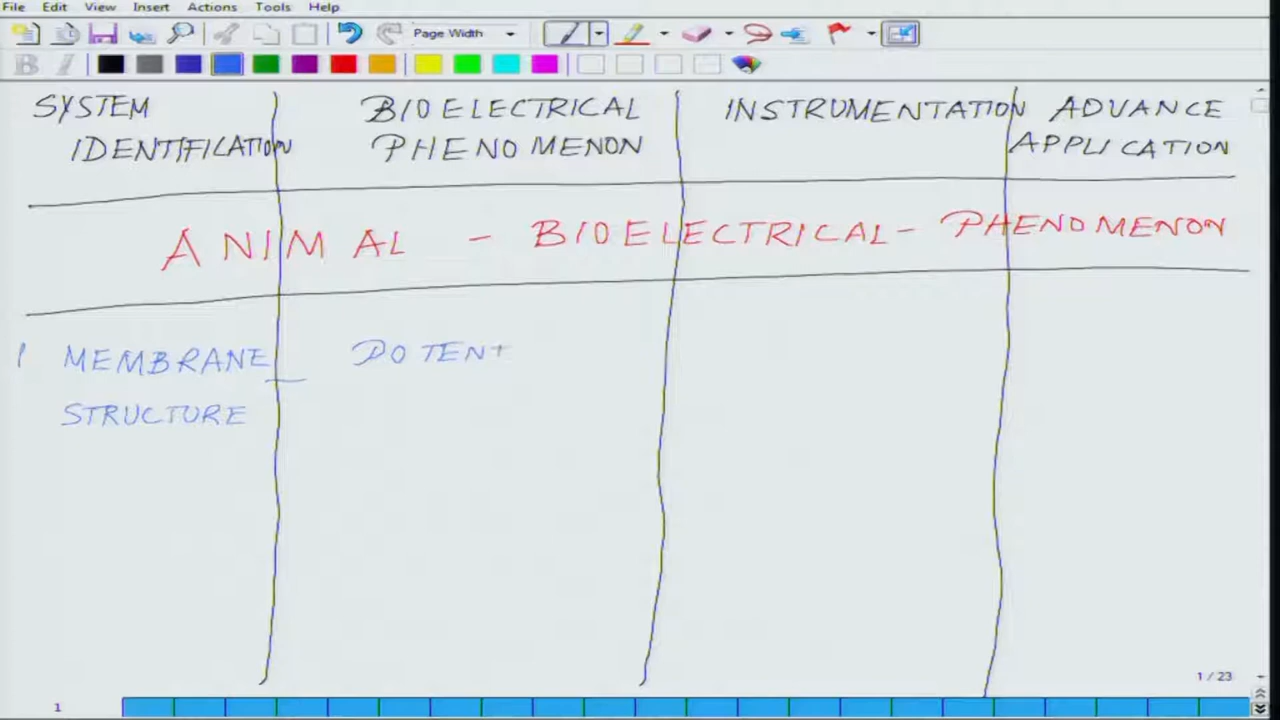 File Edit View Insert Actions Tools Help
Page Width
B I
SYSTEM BIOELECTRICAL INSTRUMENTATION ADVANCE
IDENTIFICATION PHENOMENON APPLICATION
ANIMAL - BIOELECTRICAL - PHENOMENON
1 MEMBRANE POTENT
STRUCTURE
1 / 23
1